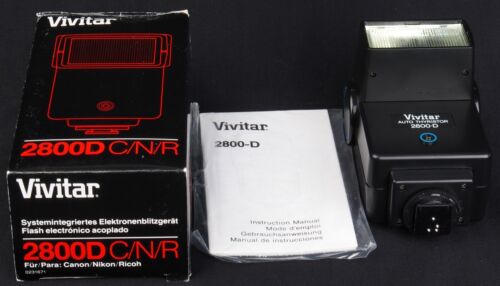 Vivitar
2800D C/N/R
Vivitar
Systemintegriertes Elektronenblitzgerät
Flash electrónico acoplado
2800D C/N/R
Für/Para: Canon/Nikon/Ricoh
0231671
Vivitar
2800-D
Instruction Manual
Mode d'emploi
Gebrauchsanweisung
Manual de instrucciones
Vivitar
AUTO THYRISTOR
2800-D